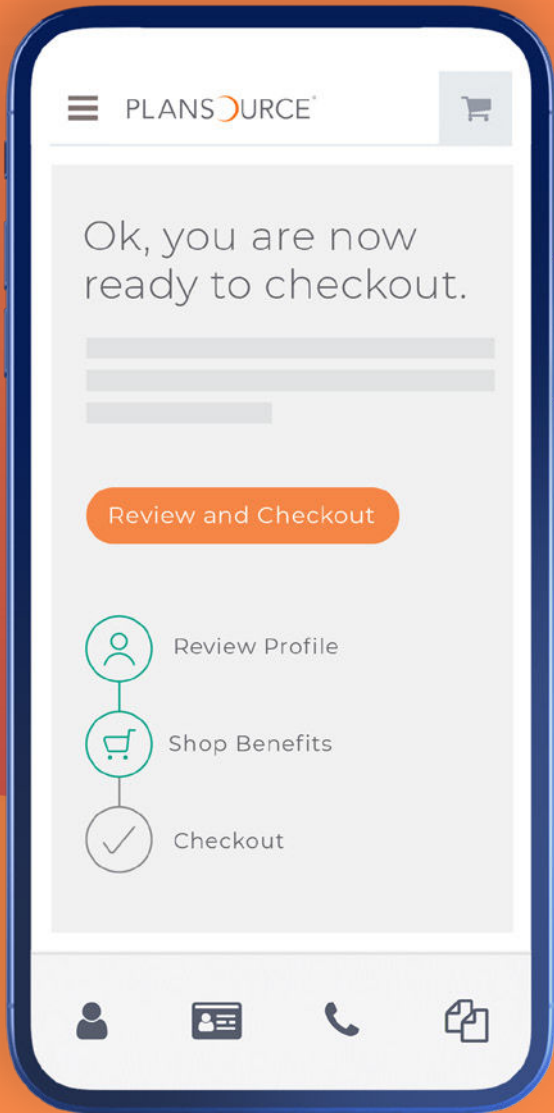 PLANSOURCE
Ok, you are now
ready to checkout.
Review and Checkout
Review Profile
Shop Benefits
Checkout